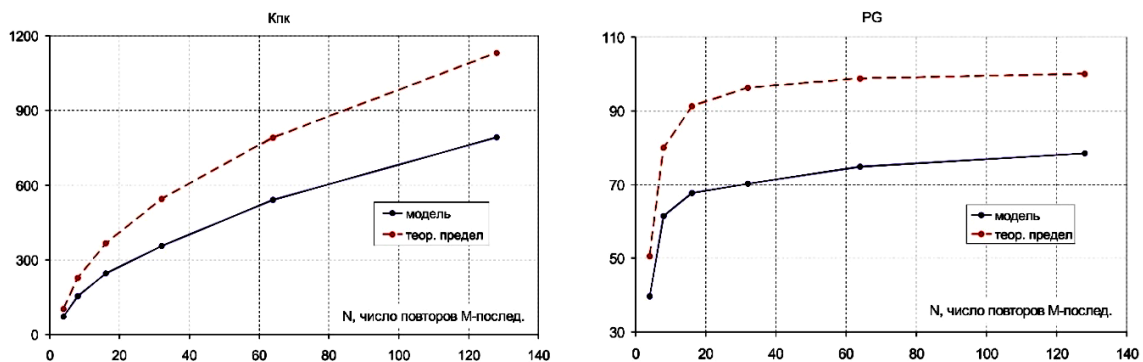 Кпк
1200
900
600
300
0
модель
теор. предел
N, число повторов М-послед.
0 20 40 60 80 100 120 140
PG
110
90
70
50
30
модель
теор. предел
N, число повторов М-послед.
0 20 40 60 80 100 120 140